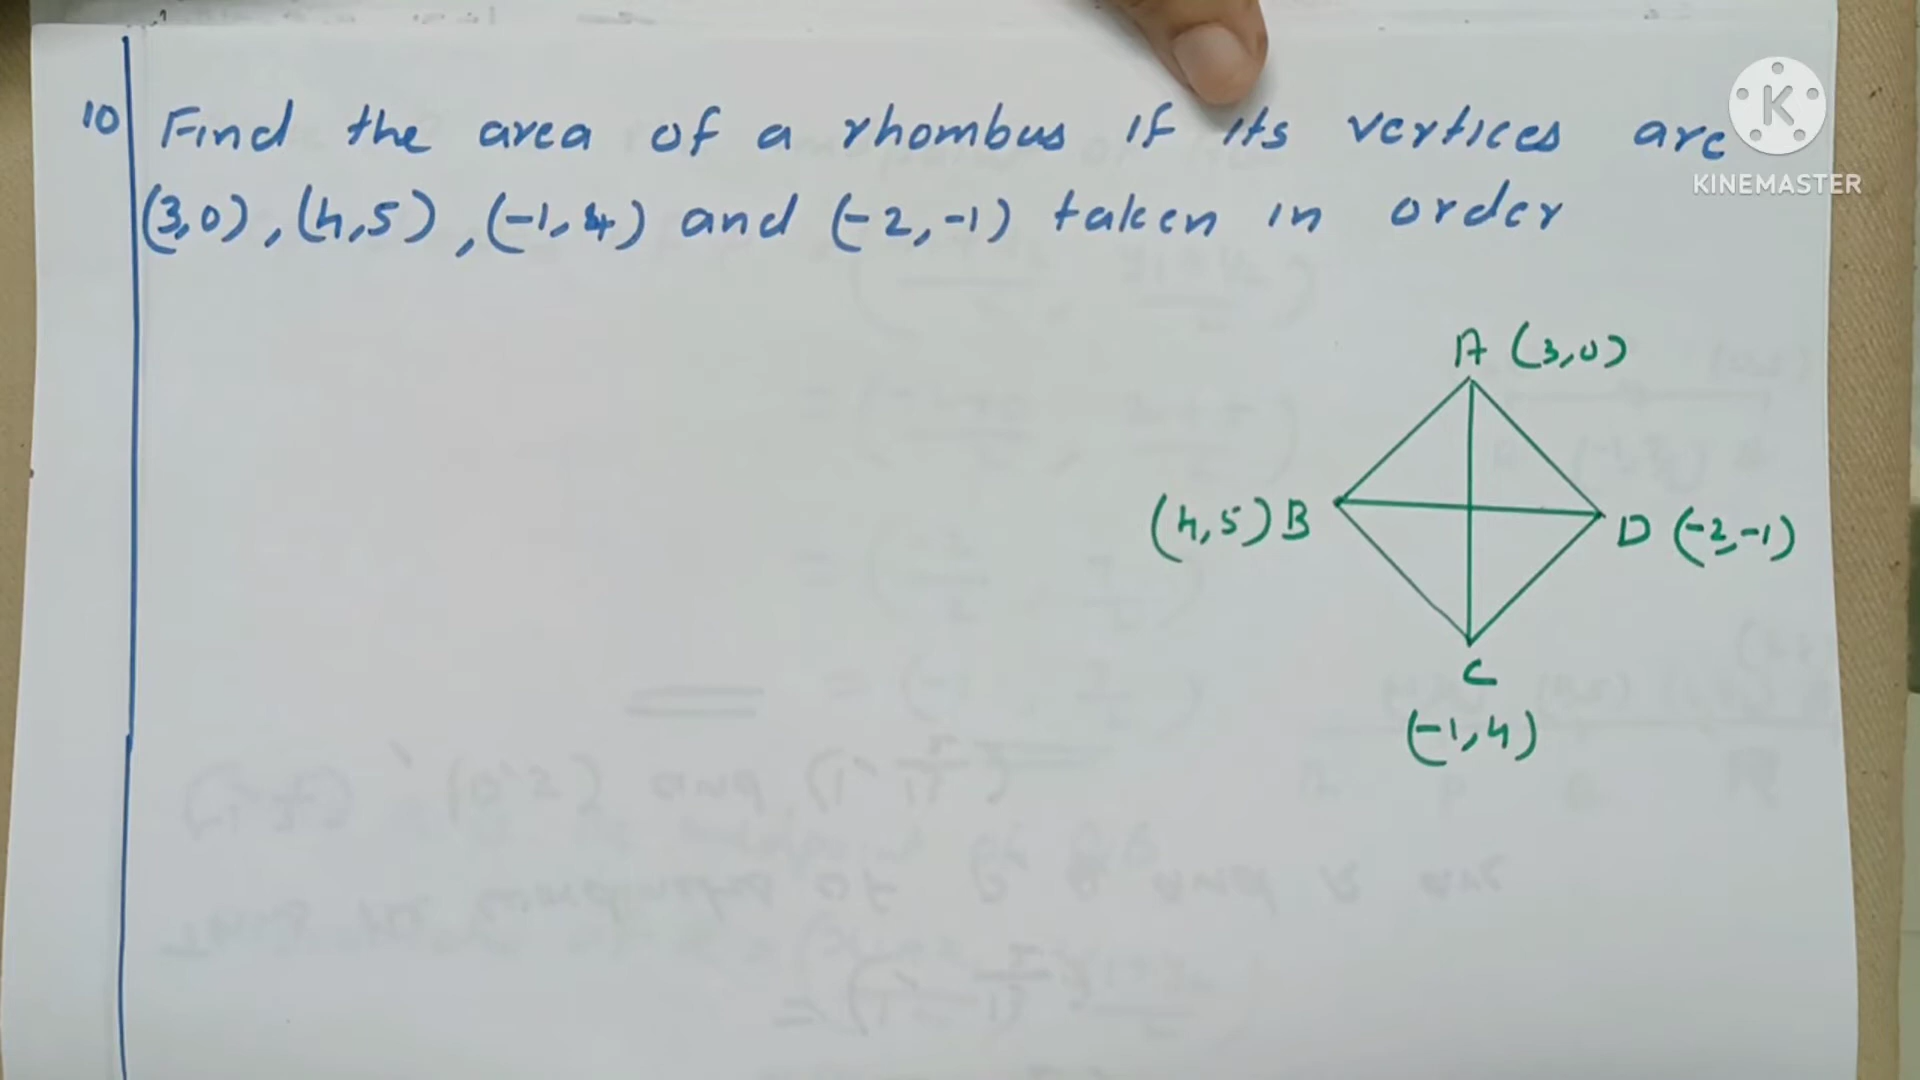 10 Find the area of a rhombus if its vertices are
(3,0), (4,5), (-1,4) and (-2,-1) taken in order
A (3,0)
(4,5) B
D (-2,-1)
C
(-1,4)
K
KINEMASTER